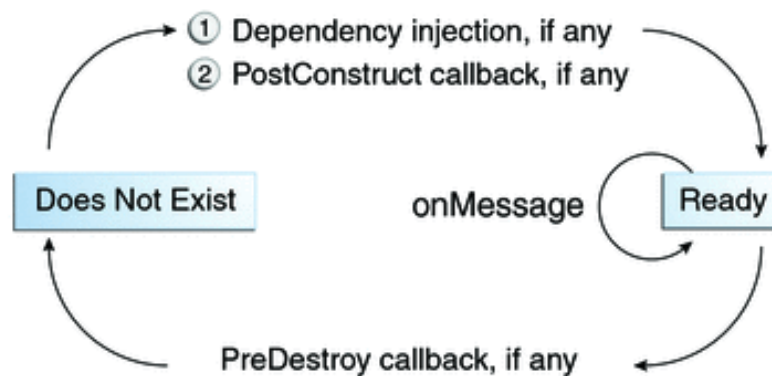 1 Dependency injection, if any
2 PostConstruct callback, if any
Does Not Exist
onMessage
Ready
PreDestroy callback, if any